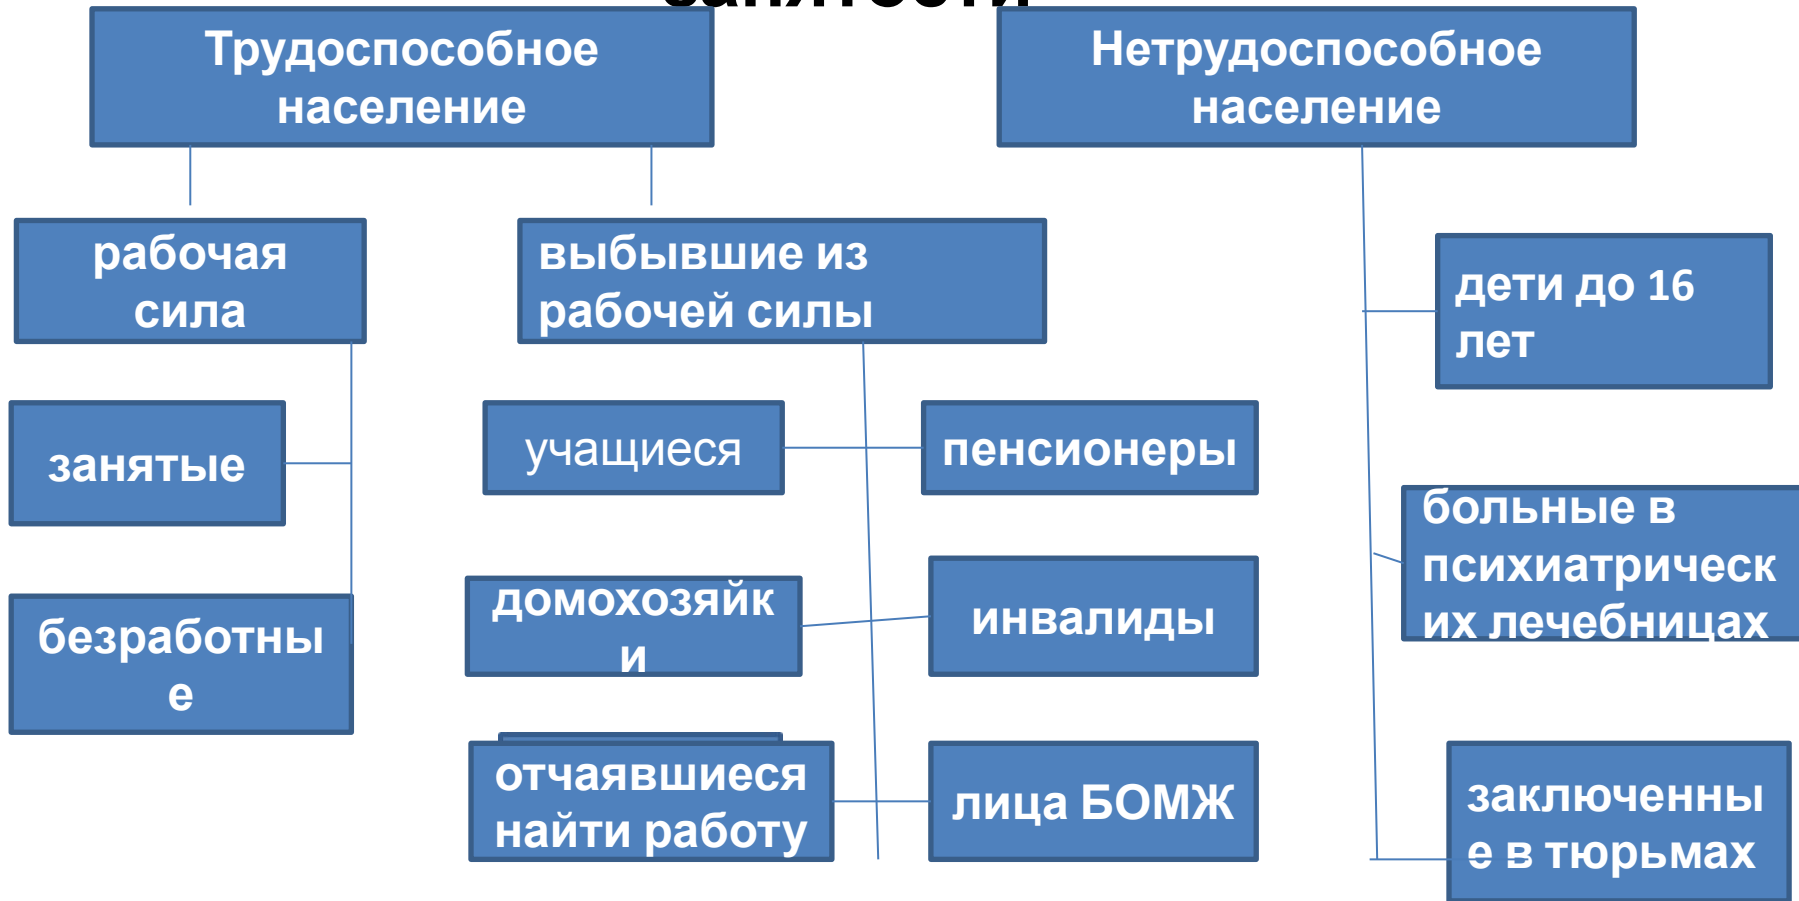 занятости
Трудоспособное
население
Нетрудоспособное
население
рабочая
сила
выбывшие из
рабочей силы
дети до 16
лет
занятые
учащиеся
пенсионеры
больные в
психиатрическ
их лечебницах
безработны
е
домохозяйк
и
инвалиды
отчаявшиеся
найти работу
лица БОМЖ
заключенны
е в тюрьмах